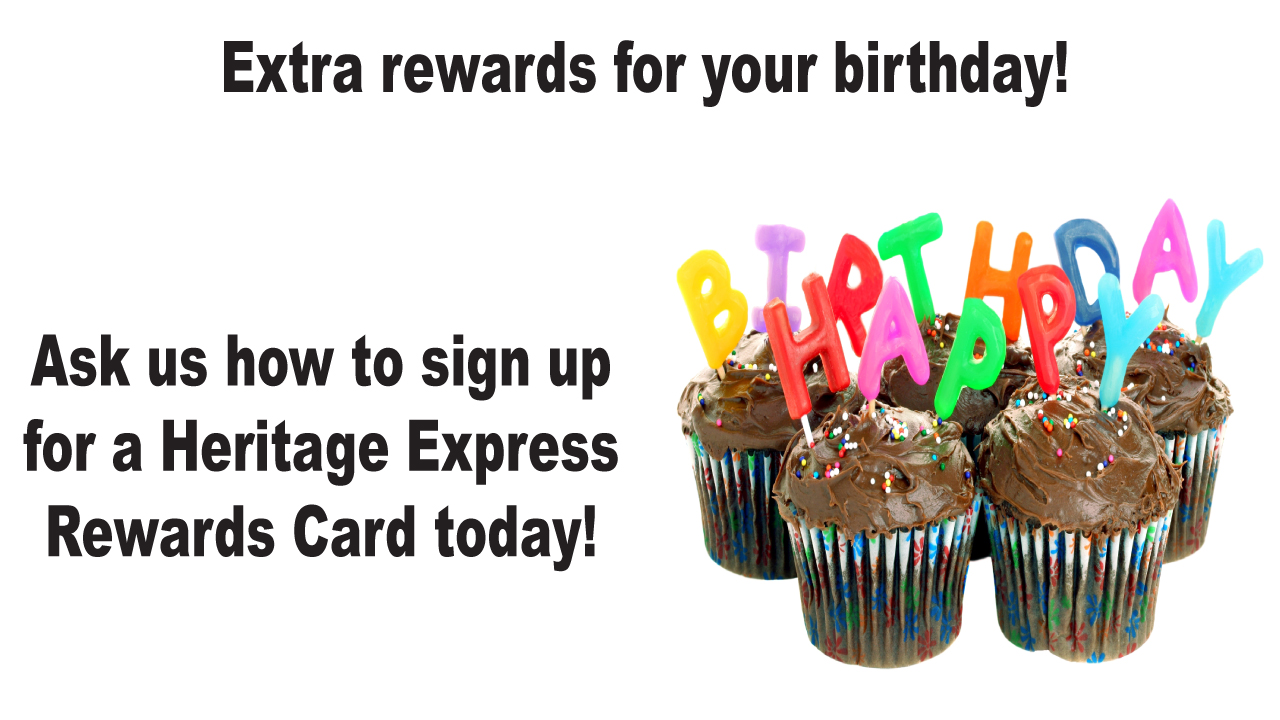 Extra rewards for your birthday!
BIRTHDAY
HAPPY
Ask us how to sign up
for a Heritage Express
Rewards Card today!